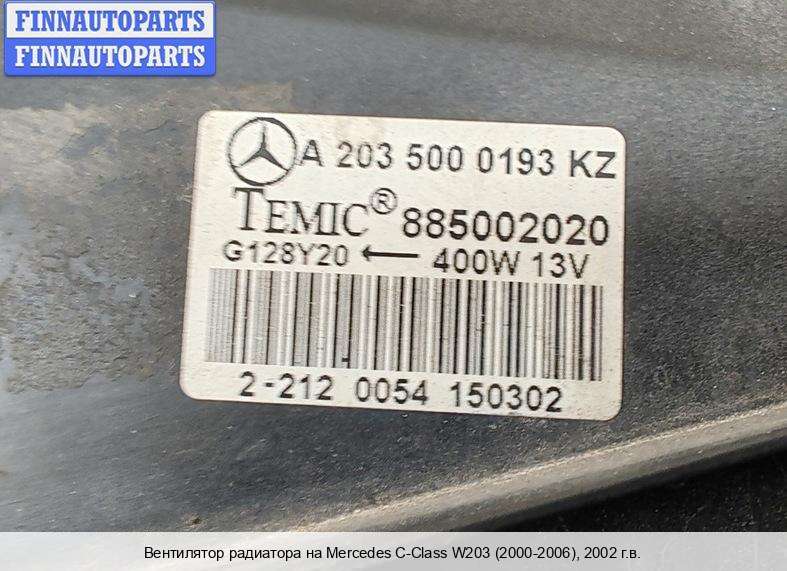 FINNAUTOPARTS
FINNAUTOPARTS
A 203 500 0193 KZ
TEMIC® 885002020
G128Y20 ← 400W 13V
2-212 0054 150302
Вентилятор радиатора на Mercedes C-Class W203 (2000-2006), 2002 г.в.